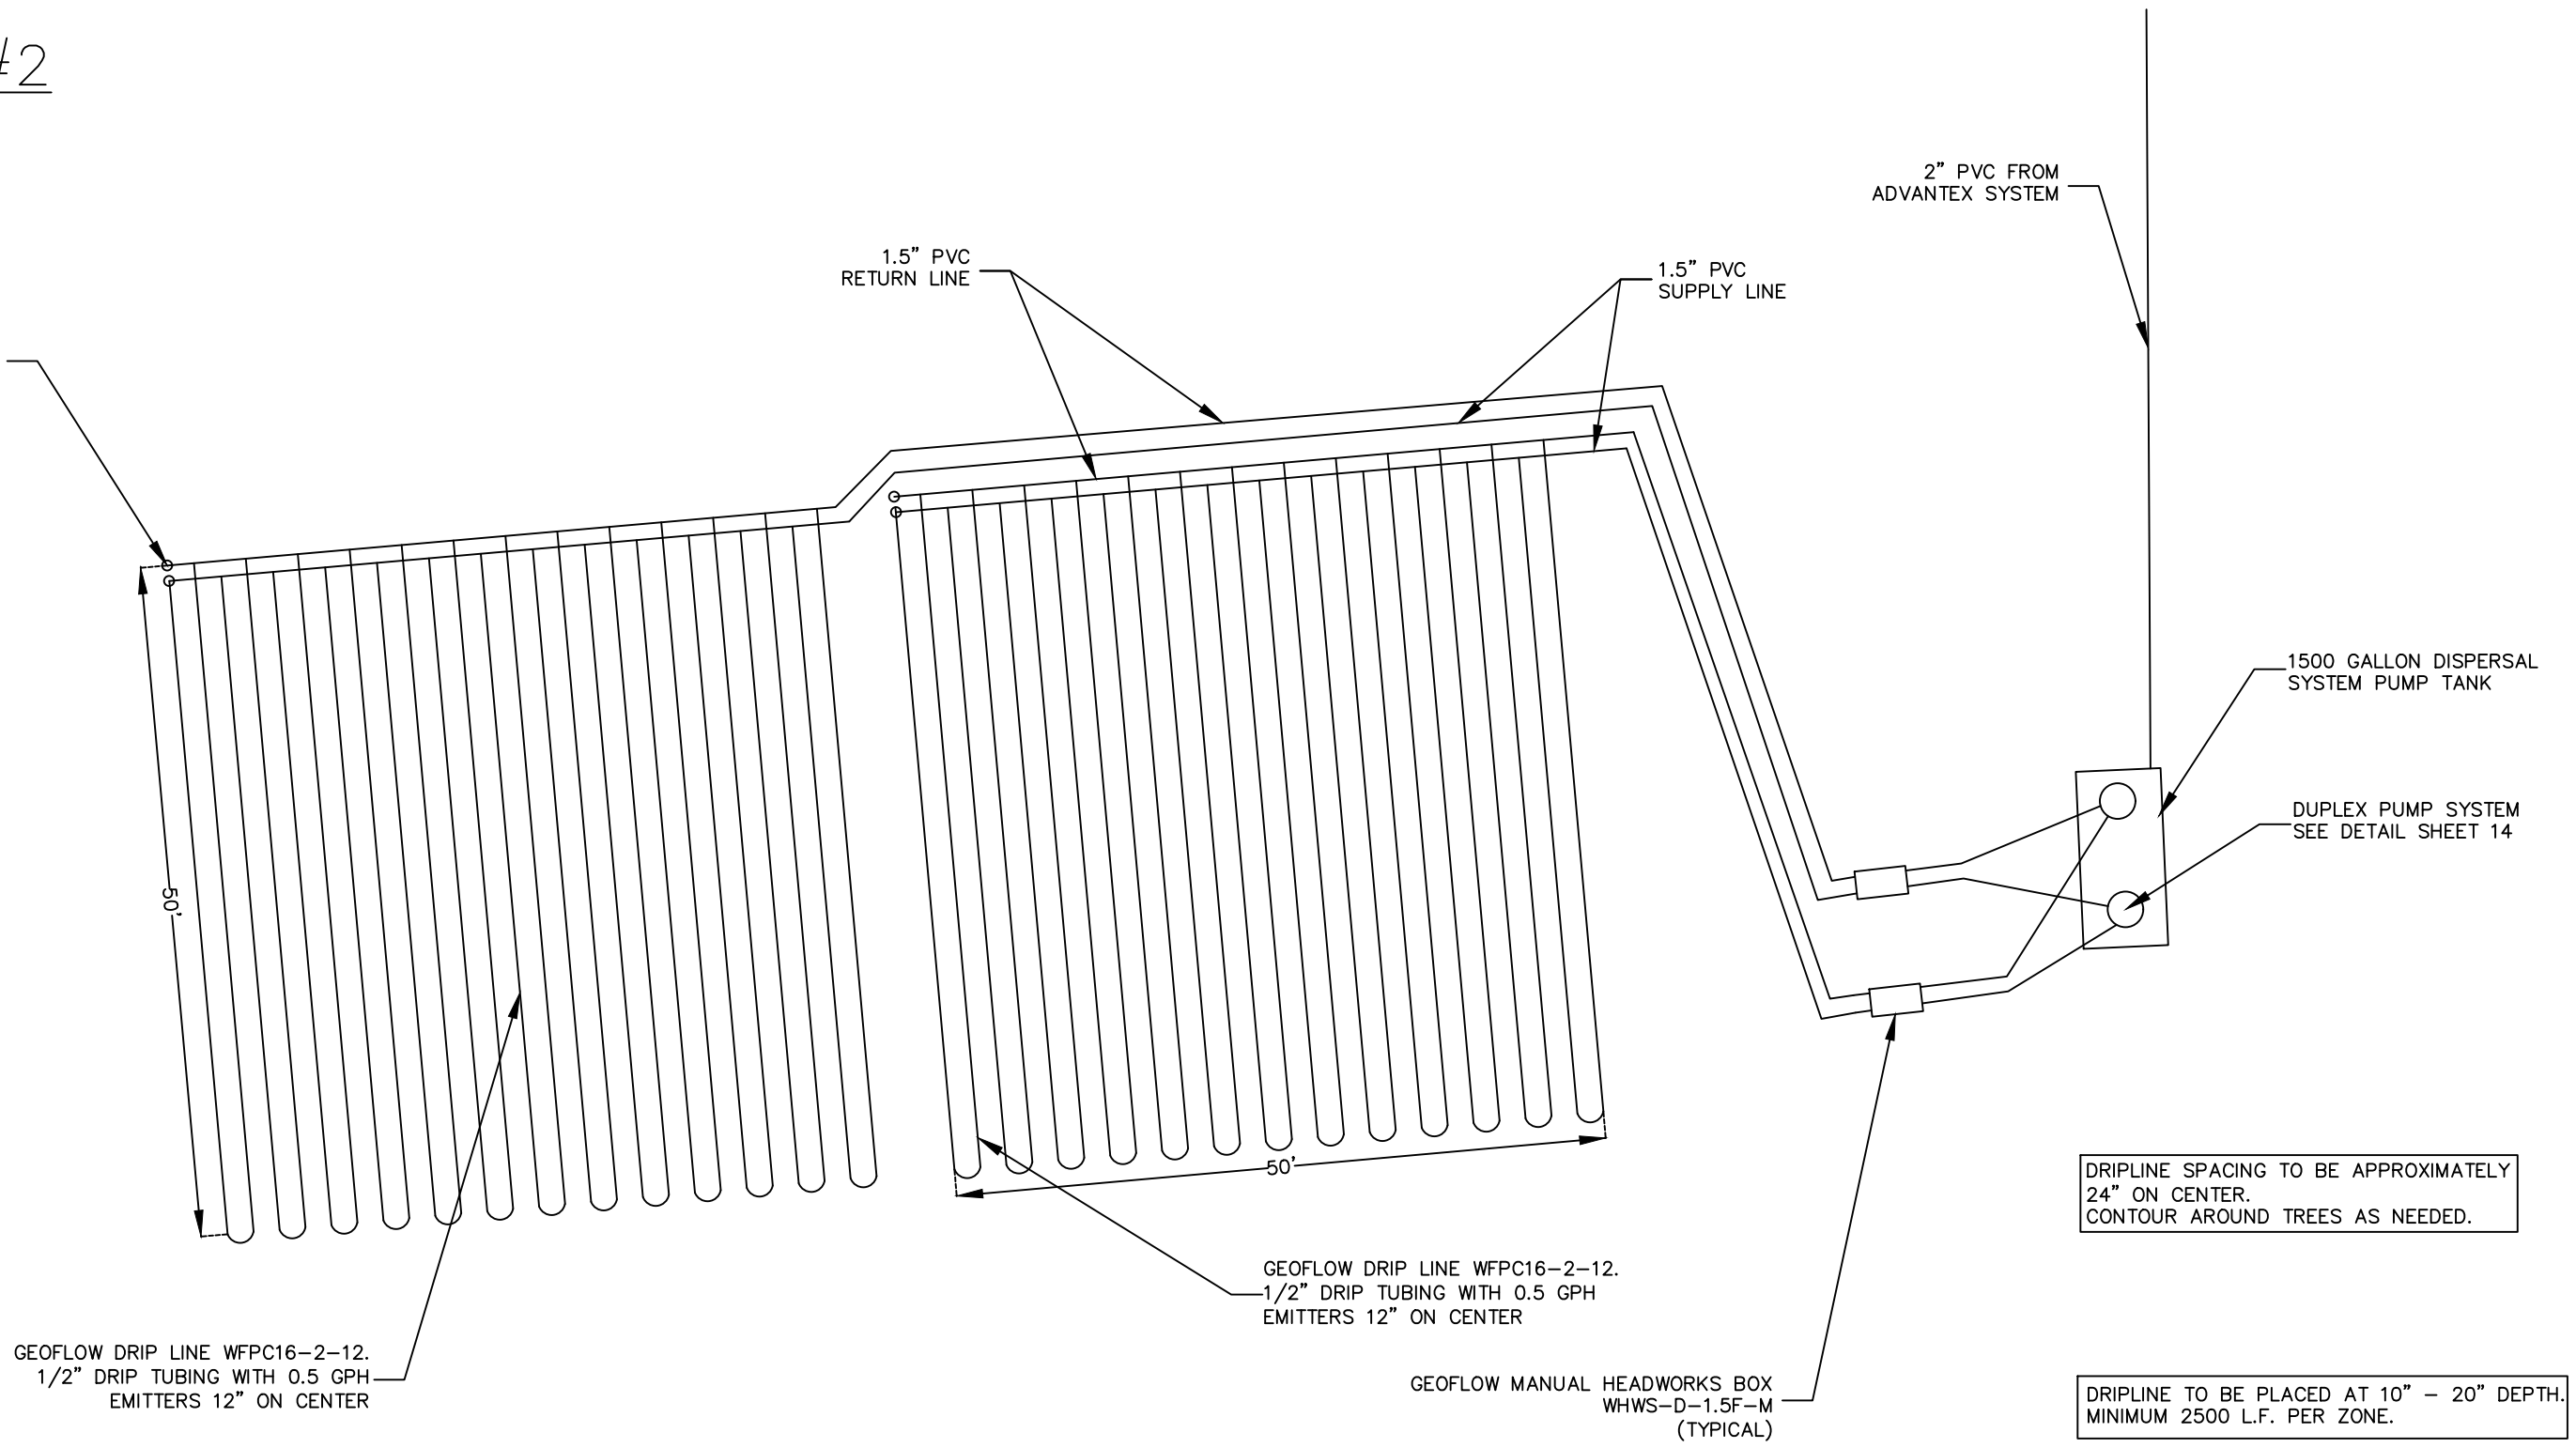 #2
2" PVC FROM
ADVANTEX SYSTEM
1.5" PVC
RETURN LINE
1.5" PVC
SUPPLY LINE
1500 GALLON DISPERSAL
SYSTEM PUMP TANK
DUPLEX PUMP SYSTEM
SEE DETAIL SHEET 14
50'
50'
DRIPLINE SPACING TO BE APPROXIMATELY
24" ON CENTER.
CONTOUR AROUND TREES AS NEEDED.
GEOFLOW DRIP LINE WFPC16-2-12.
1/2" DRIP TUBING WITH 0.5 GPH
EMITTERS 12" ON CENTER
GEOFLOW DRIP LINE WFPC16-2-12.
1/2" DRIP TUBING WITH 0.5 GPH
EMITTERS 12" ON CENTER
GEOFLOW MANUAL HEADWORKS BOX
WHWS-D-1.5F-M
(TYPICAL)
DRIPLINE TO BE PLACED AT 10" - 20" DEPTH.
MINIMUM 2500 L.F. PER ZONE.